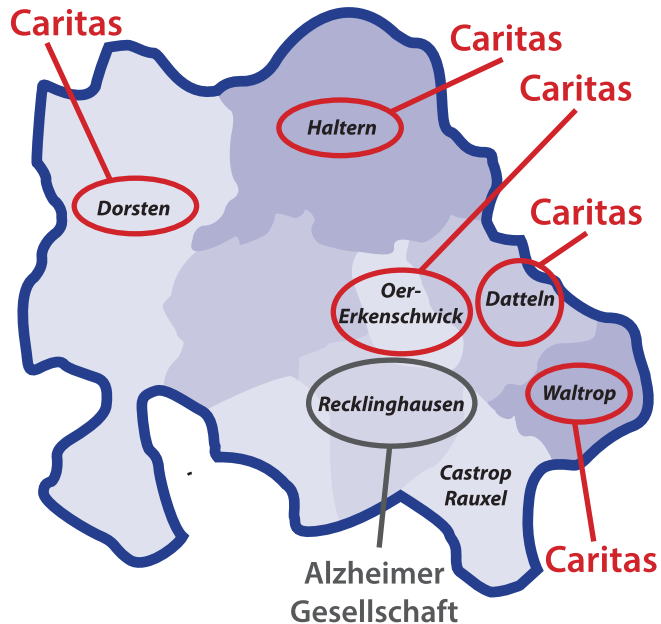 Caritas
Caritas
Caritas
Haltern
Dorsten
Caritas
Oer-
Erkenschwick
Datteln
Waltrop
Recklinghausen
Castrop
Rauxel
Caritas
Alzheimer
Gesellschaft